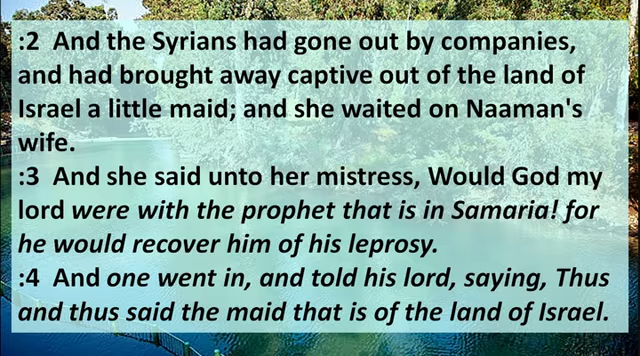 :2  And the Syrians had gone out by companies,
and had brought away captive out of the land of
Israel a little maid; and she waited on Naaman's
wife.
:3  And she said unto her mistress, Would God my
lord were with the prophet that is in Samaria! for
he would recover him of his leprosy.
:4  And one went in, and told his lord, saying, Thus
and thus said the maid that is of the land of Israel.